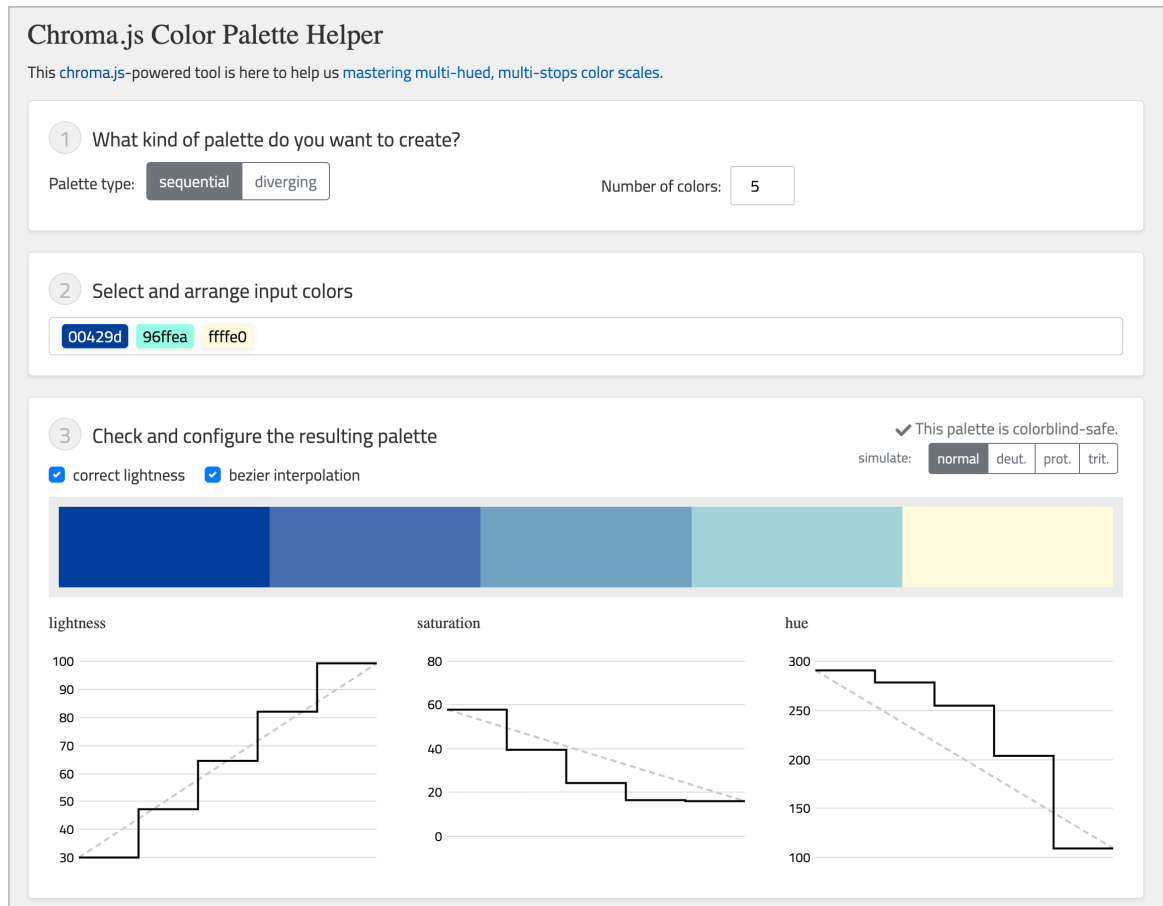 Chroma.js Color Palette Helper
This chroma.js-powered tool is here to help us mastering multi-hued, multi-stops color scales.
1 What kind of palette do you want to create?
Palette type: sequential diverging Number of colors: 5
2 Select and arrange input colors
00429d 96ffea ffffe0
3 Check and configure the resulting palette
This palette is colorblind-safe.
simulate: normal deut. prot. trit.
correct lightness bezier interpolation
lightness
100
90
80
70
60
50
40
30
saturation
80
60
40
20
0
hue
300
250
200
150
100